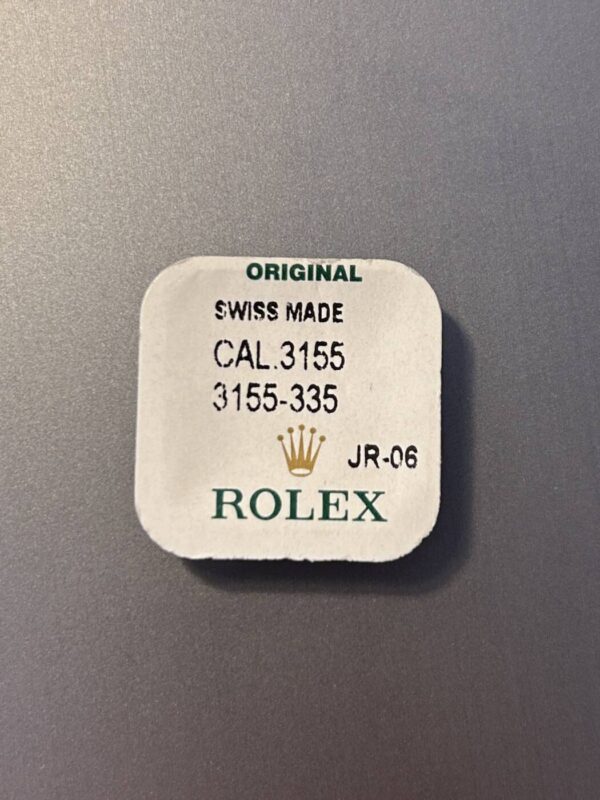 ORIGINAL
SWISS MADE
CAL.3155
3155-335
JR-06
ROLEX